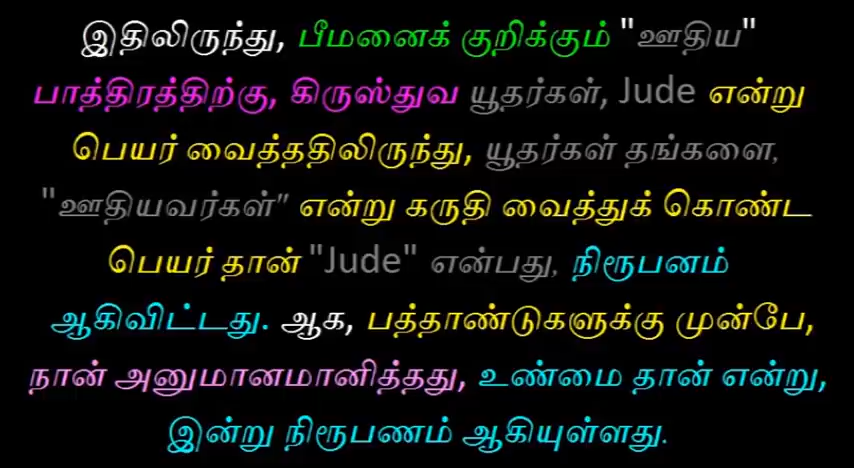 இதிலிருந்து, பீமனைக் குறிக்கும் "ஊதிய"
பாத்திரத்திற்கு, கிருஸ்துவ யூதர்கள், Jude என்று
பெயர் வைத்ததிலிருந்து, யூதர்கள் தங்களை,
"ஊதியவர்கள்" என்று கருதி வைத்துக் கொண்ட
பெயர் தான் "Jude" என்பது, நிரூபனம்
ஆகிவிட்டது. ஆக, பத்தாண்டுகளுக்கு முன்பே,
நான் அனுமானமானித்தது, உண்மை தான் என்று,
இன்று நிரூபணம் ஆகியுள்ளது.